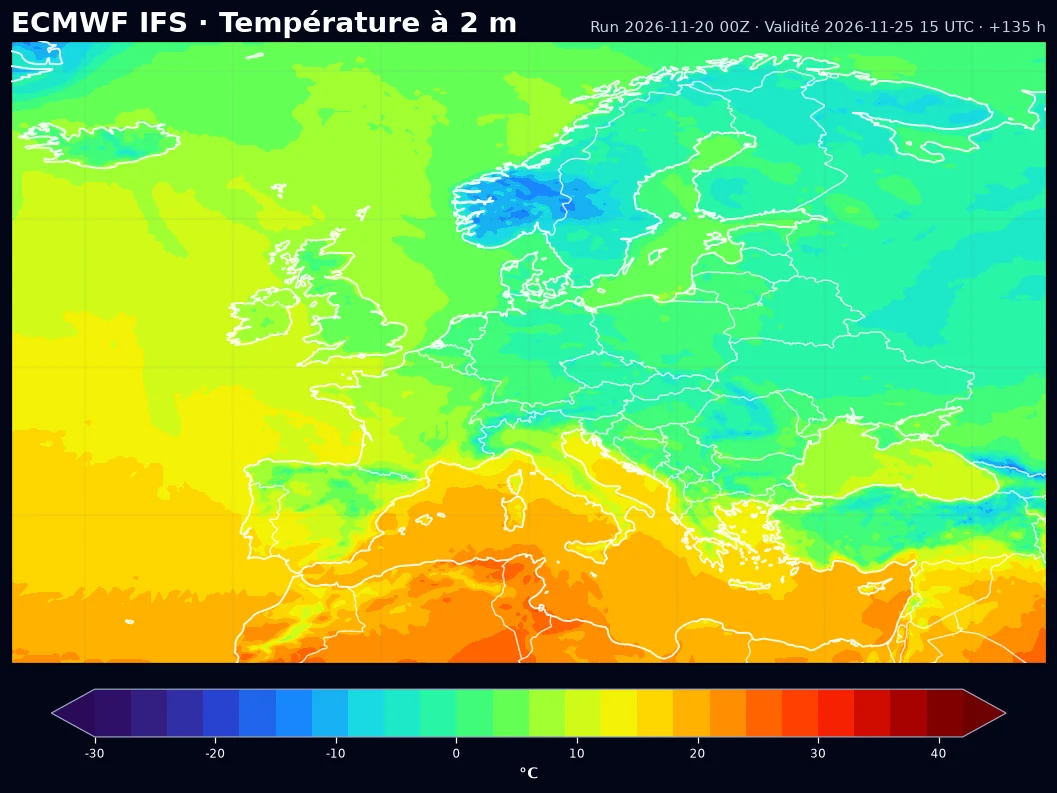 ECMWF IFS · Température à 2 m
Run 2026-11-20 00Z · Validité 2026-11-25 15 UTC · +135 h
-30 -20 -10 0 10 20 30 40
°C